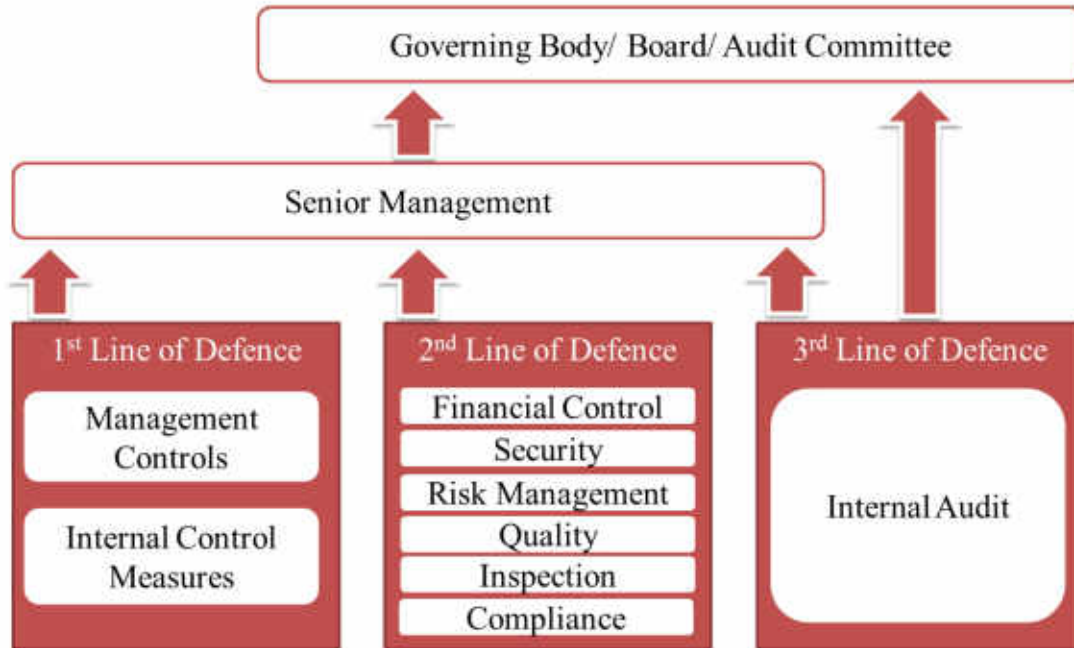 Governing Body/ Board/ Audit Committee
Senior Management
1st Line of Defence
Management
Controls
Internal Control
Measures
2nd Line of Defence
Financial Control
Security
Risk Management
Quality
Inspection
Compliance
3rd Line of Defence
Internal Audit